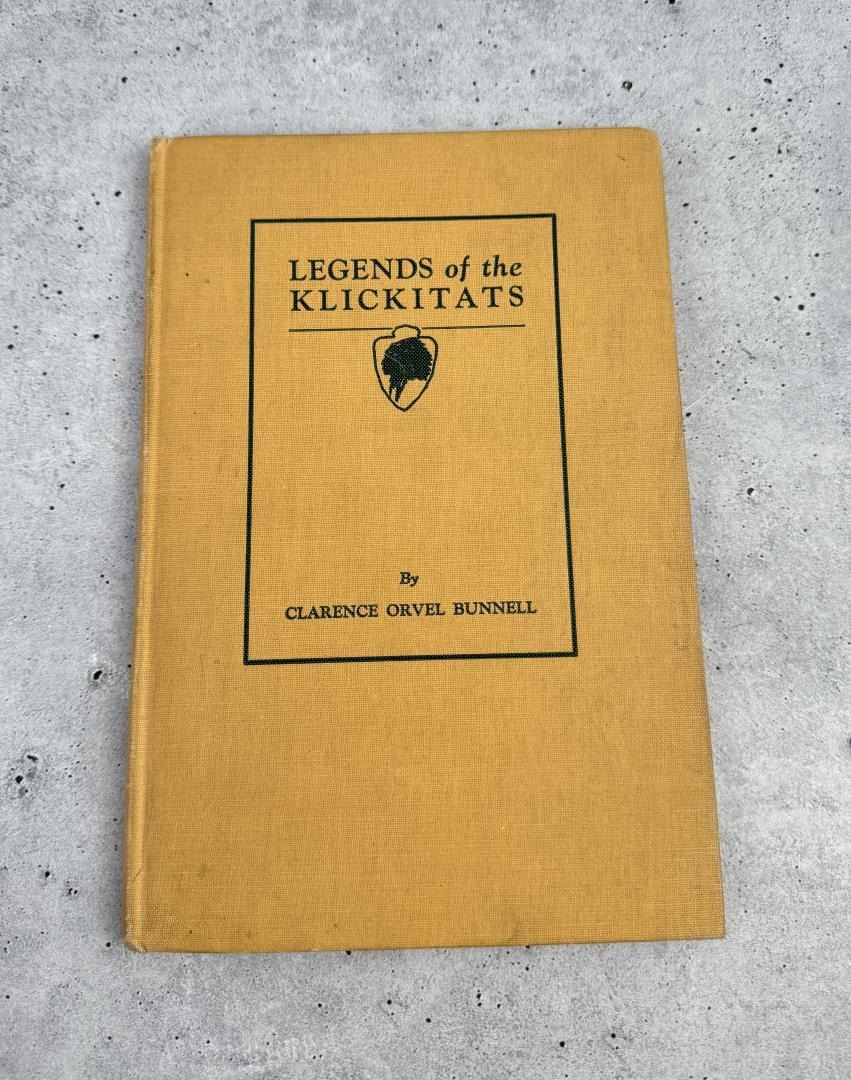 LEGENDS of the
KLICKITATS
By
CLARENCE ORVEL BUNNELL